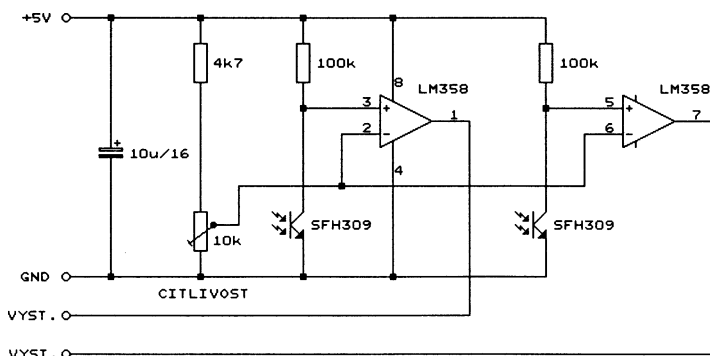 +5V
4k7
100k
8
LM358
100k
LM358
3
+
1
2
-
5
+
7
6
-
+
10u/16
4
10k
SFH309
SFH309
GND
CITLIVOST
VYST.
VYST.